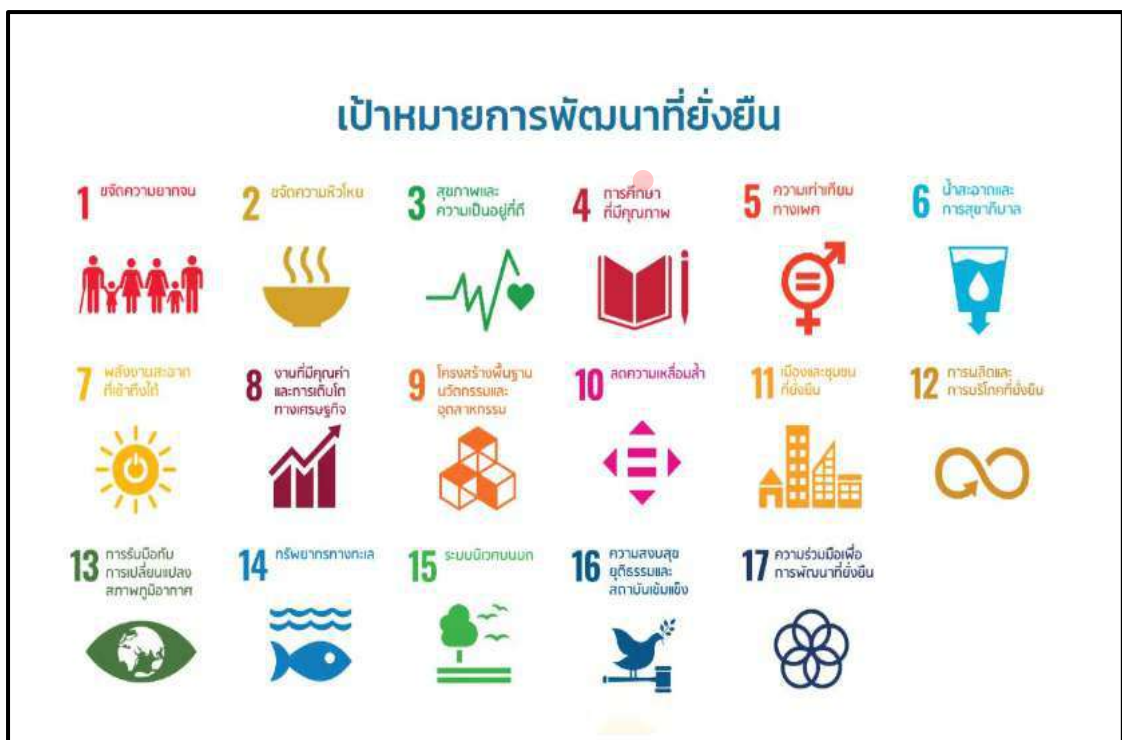 เป้าหมายการพัฒนาที่ยั่งยืน
1 ขจัดความยากจน
2 ขจัดความหิวโหย
3 สุขภาพและ
ความเป็นอยู่ที่ดี
4 การศึกษา
ที่มีคุณภาพ
5 ความเท่าเทียม
ทางเพศ
6 น้ำสะอาดและ
การสุขาภิบาล
7 พลังงานสะอาด
ที่เข้าถึงได้
8 งานที่มีคุณค่า
และการเติบโต
ทางเศรษฐกิจ
9 โครงสร้างพื้นฐาน
นวัตกรรมและ
อุตสาหกรรม
10 ลดความเหลื่อมล้ำ
11 เมืองและชุมชน
ที่ยั่งยืน
12 การผลิตและ
การบริโภคที่ยั่งยืน
13 การรับมือกับ
การเปลี่ยนแปลง
สภาพภูมิอากาศ
14 ทรัพยากรทางทะเล
15 ระบบนิเวศบนบก
16 ความสงบสุข
ยุติธรรมและ
สถาบันเข้มแข็ง
17 ความร่วมมือเพื่อ
การพัฒนาที่ยั่งยืน